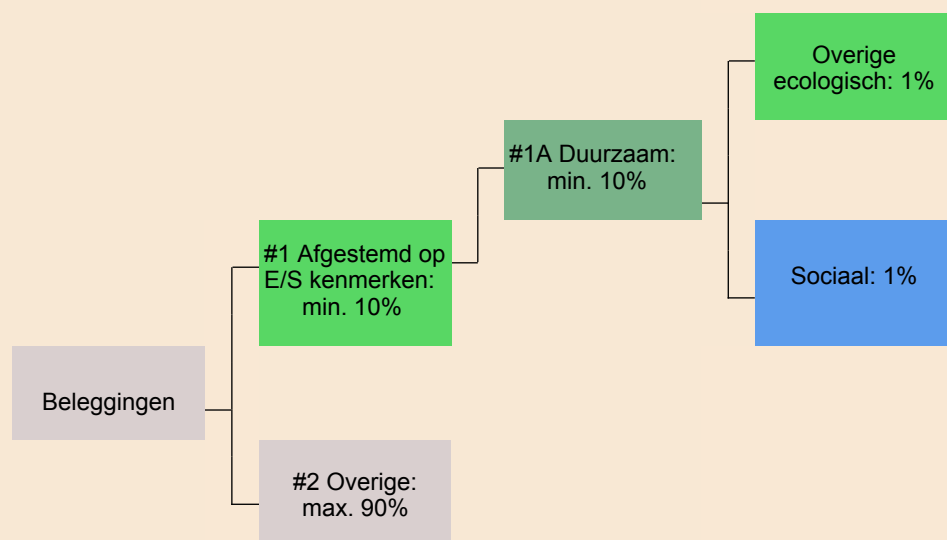 Beleggingen
#1 Afgestemd op
E/S kenmerken:
min. 10%
#2 Overige:
max. 90%
#1A Duurzaam:
min. 10%
Overige
ecologisch: 1%
Sociaal: 1%